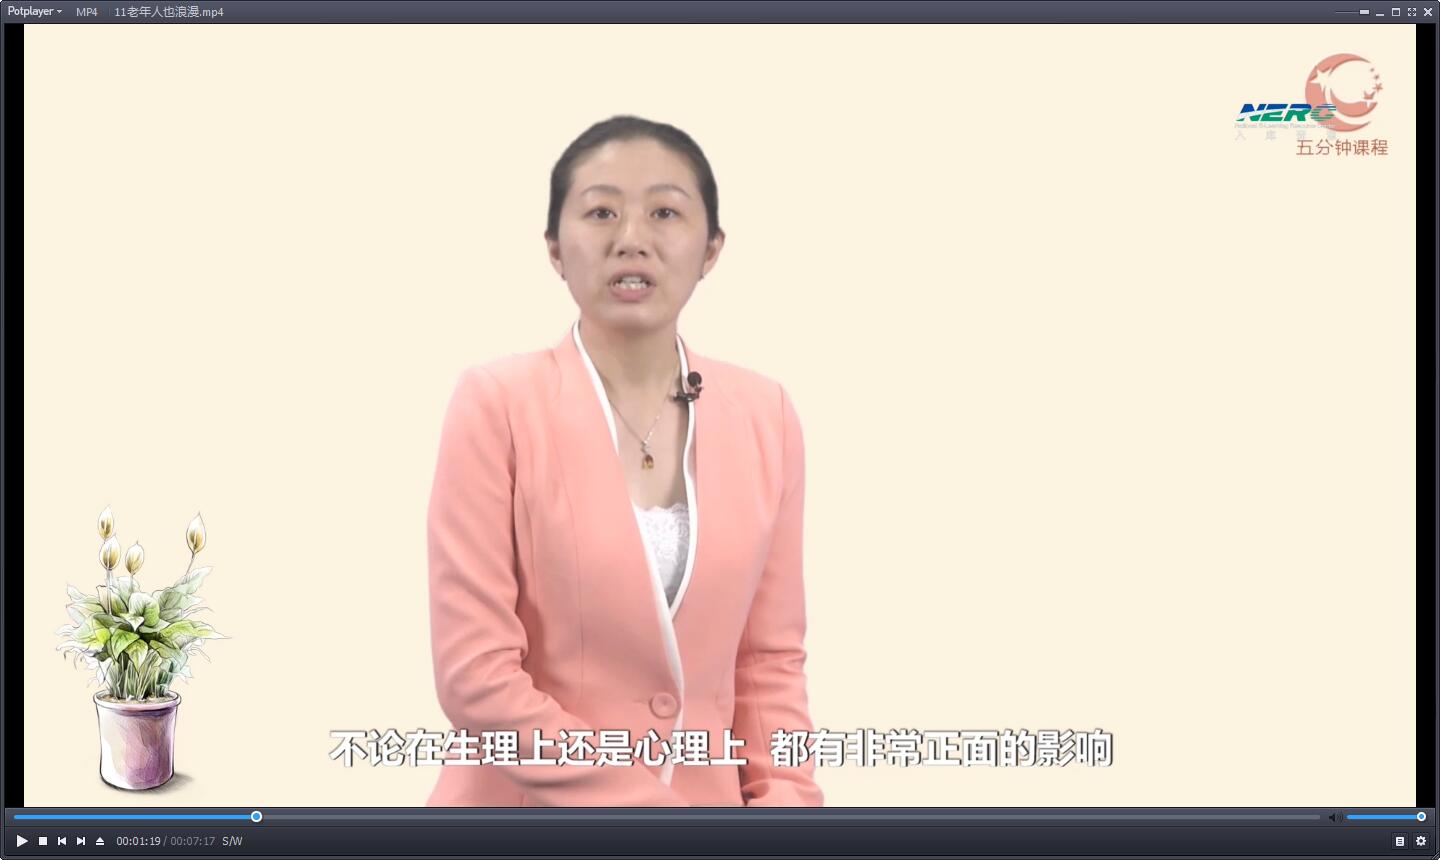 Potplayer MP4 11老年人也浪漫.mp4
NERC
五分钟课程
不论在生理上还是心理上 都有非常正面的影响
00:01:19 / 00:07:17 S/W